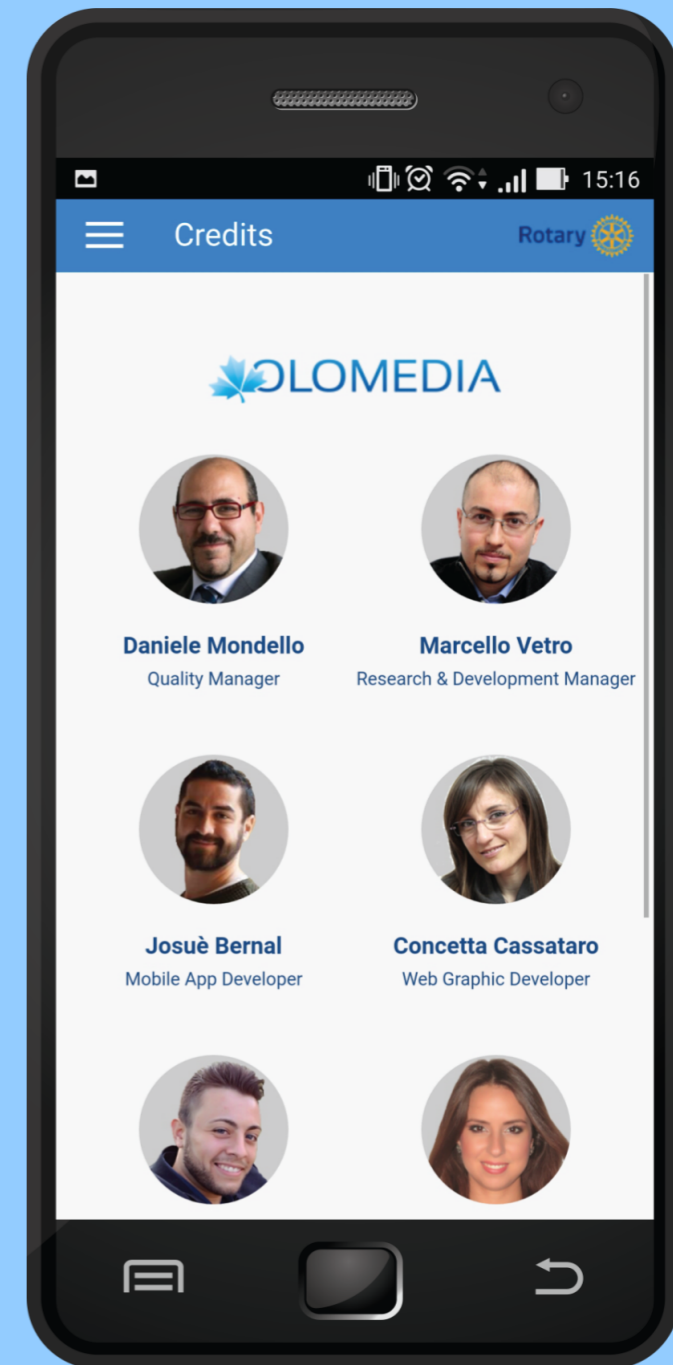 15:16
Credits
Rotary
OLOMEDIA
Daniele Mondello
Marcello Vetro
Quality Manager
Research & Development Manager
Josuè Bernal
Concetta Cassataro
Mobile App Developer
Web Graphic Developer